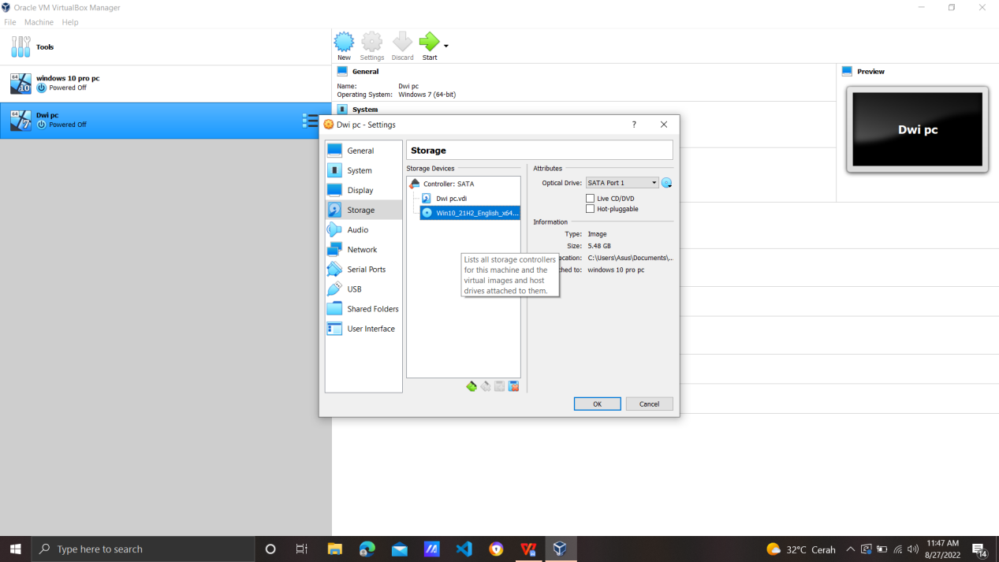 Oracle VM VirtualBox Manager
File Machine Help
Tools
64 10 windows 10 pro pc
Powered Off
64 7 Dwi pc
Powered Off
New Settings Discard Start
General
Name: Dwi pc
Operating System: Windows 7 (64-bit)
System
Preview
Dwi pc
Dwi pc - Settings ?
General
System
Display
Storage
Audio
Network
Serial Ports
USB
Shared Folders
User Interface
Storage
Storage Devices
Controller: SATA
Dwi pc.vdi
Win10_21H2_English_x64...
Lists all storage controllers
for this machine and the
virtual images and host
drives attached to them.
Attributes
Optical Drive: SATA Port 1
Live CD/DVD
Hot-pluggable
Information
Type: Image
Size: 5.48 GB
ocation: C:\Users\Asus\Documents\...
ched to: windows 10 pro pc
OK Cancel
Type here to search
32°C Cerah
11:47 AM
8/27/2022
14